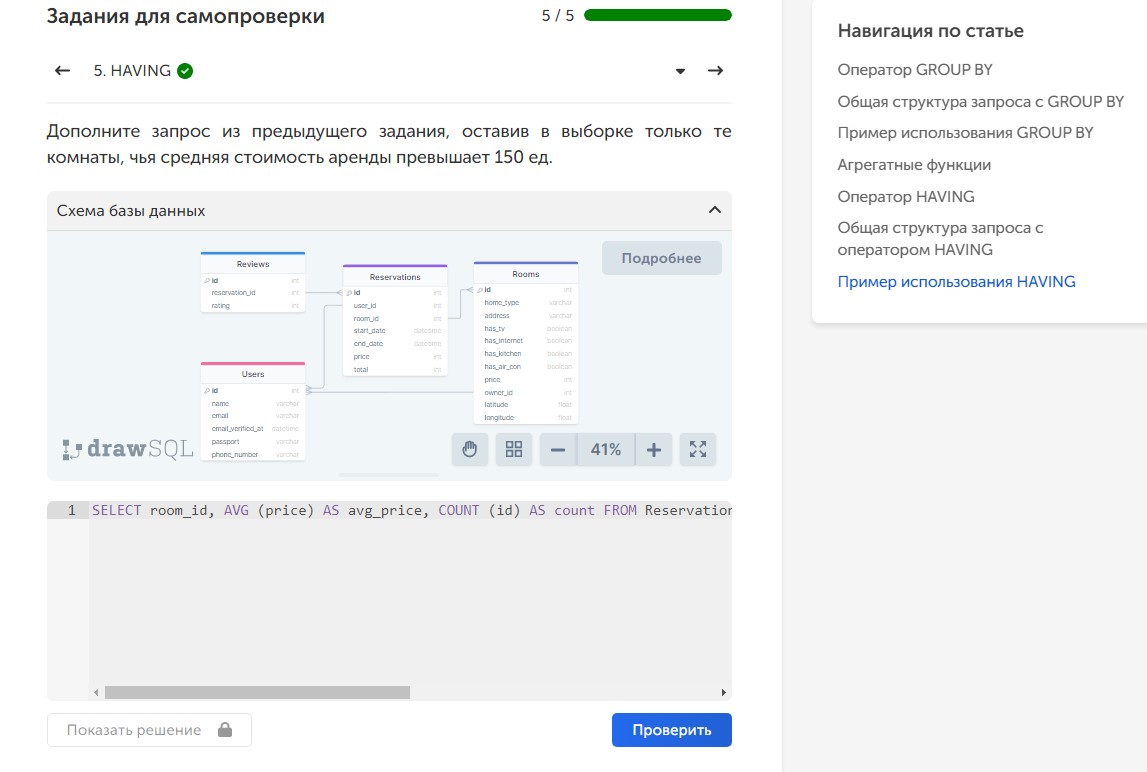 Задания для самопроверки
5 / 5
5. HAVING
Дополните запрос из предыдущего задания, оставив в выборке только те
комнаты, чья средняя стоимость аренды превышает 150 ед.
Схема базы данных
Подробнее
Reviews
id int
reservation_id int
rating int
Reservations
id int
user_id int
room_id int
start_date datetime
end_date datetime
price int
total int
Rooms
id int
home_type varchar
address varchar
has_tv boolean
has_internet boolean
has_kitchen boolean
has_air_con boolean
price int
owner_id int
latitude float
longitude float
Users
id int
name varchar
email varchar
email_verified_at datetime
passport varchar
phone_number varchar
drawSQL
41%
1 SELECT room_id, AVG (price) AS avg_price, COUNT (id) AS count FROM Reservation
Показать решение
Проверить
Навигация по статье
Оператор GROUP BY
Общая структура запроса с GROUP BY
Пример использования GROUP BY
Агрегатные функции
Оператор HAVING
Общая структура запроса с
оператором HAVING
Пример использования HAVING